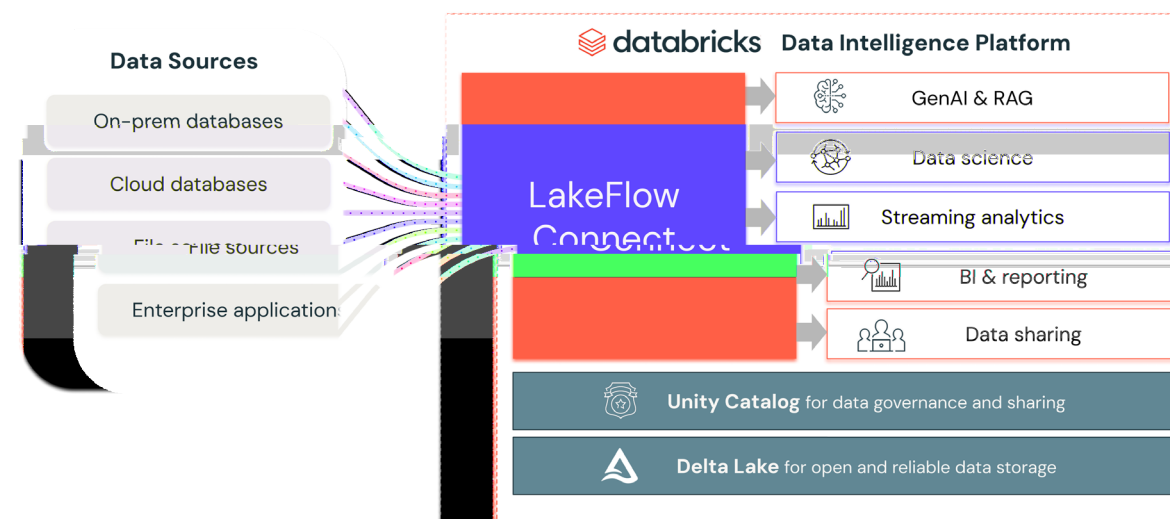 databricks Data Intelligence Platform
Data Sources
On-prem databases
Cloud databases
File sources
Enterprise application
LakeFlow
Connect
GenAI & RAG
Data science
Streaming analytics
BI & reporting
Data sharing
Unity Catalog for data governance and sharing
Delta Lake for open and reliable data storage